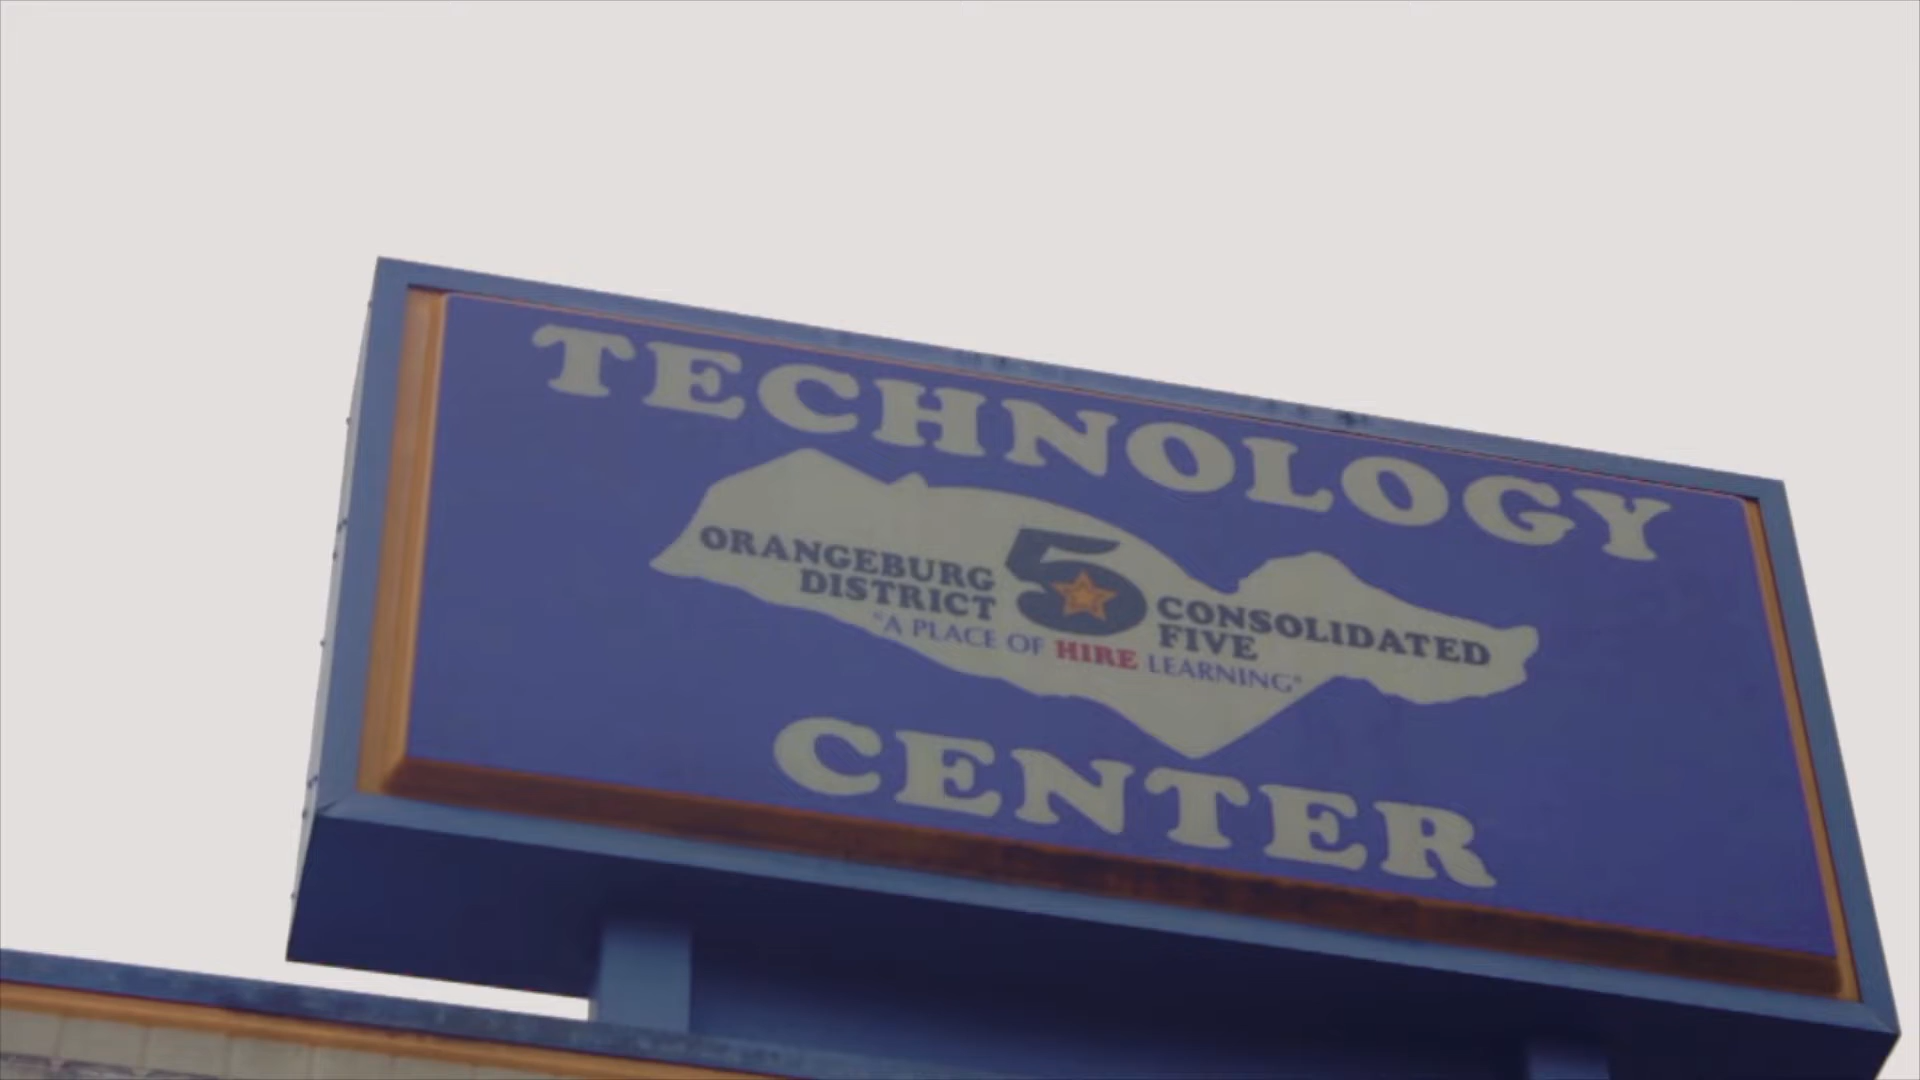 TECHNOLOGY
ORANGEBURG
DISTRICT
5
CONSOLIDATED
FIVE
"A PLACE OF HIRE LEARNING"
CENTER